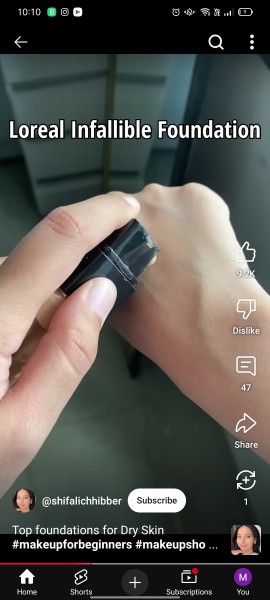 10:10
Loreal Infallible Foundation
9.2K
Dislike
47
Share
1
@shifalichhibber
Subscribe
Top foundations for Dry Skin
#makeupforbeginners #makeupsho ...
Home
Shorts
Subscriptions
M
You